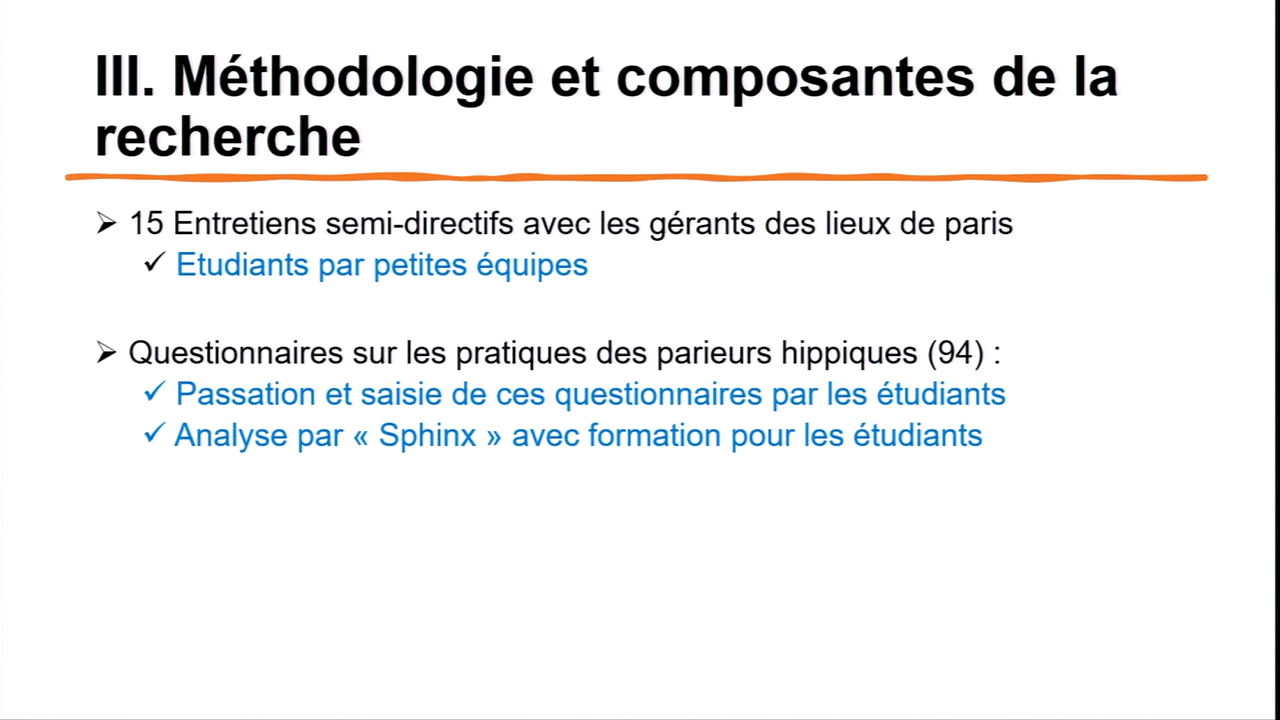 III. Méthodologie et composantes de la
recherche
➢ 15 Entretiens semi-directifs avec les gérants des lieux de paris
✓ Etudiants par petites équipes
➢ Questionnaires sur les pratiques des parieurs hippiques (94) :
✓ Passation et saisie de ces questionnaires par les étudiants
✓ Analyse par « Sphinx » avec formation pour les étudiants